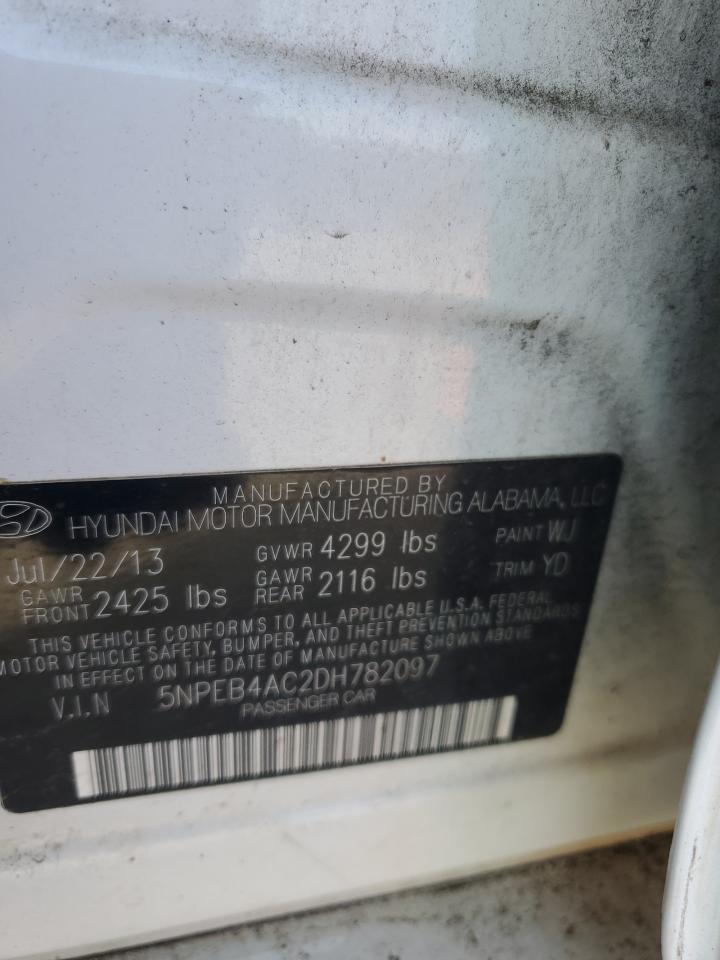 MANUFACTURED BY
HYUNDAI MOTOR MANUFACTURING ALABAMA, LLC
Jul/22/13 GVWR 4299 lbs PAINT WJ
GAWR FRONT 2425 lbs GAWR REAR 2116 lbs TRIM YD
THIS VEHICLE CONFORMS TO ALL APPLICABLE U.S.A. FEDERAL
MOTOR VEHICLE SAFETY, BUMPER, AND THEFT PREVENTION STANDARDS
IN EFFECT ON THE DATE OF MANUFACTURE SHOWN ABOVE
V.I.N 5NPEB4AC2DH782097
PASSENGER CAR